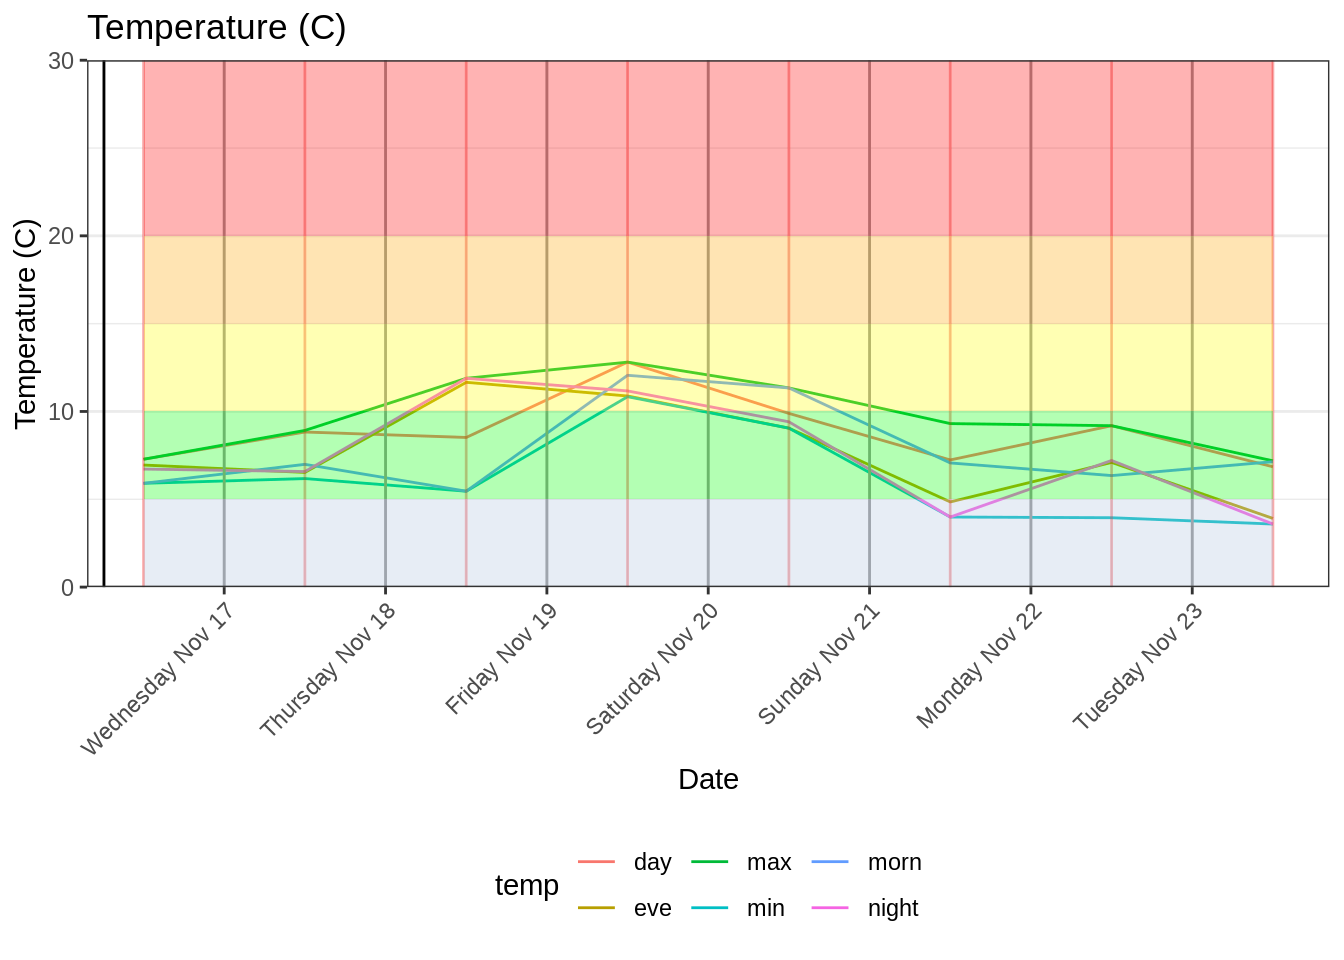 Temperature (C)
30
20
10
0
Temperature (C)
Wednesday Nov 17
Thursday Nov 18
Friday Nov 19
Saturday Nov 20
Sunday Nov 21
Monday Nov 22
Tuesday Nov 23
Date
temp
day
max
morn
eve
min
night